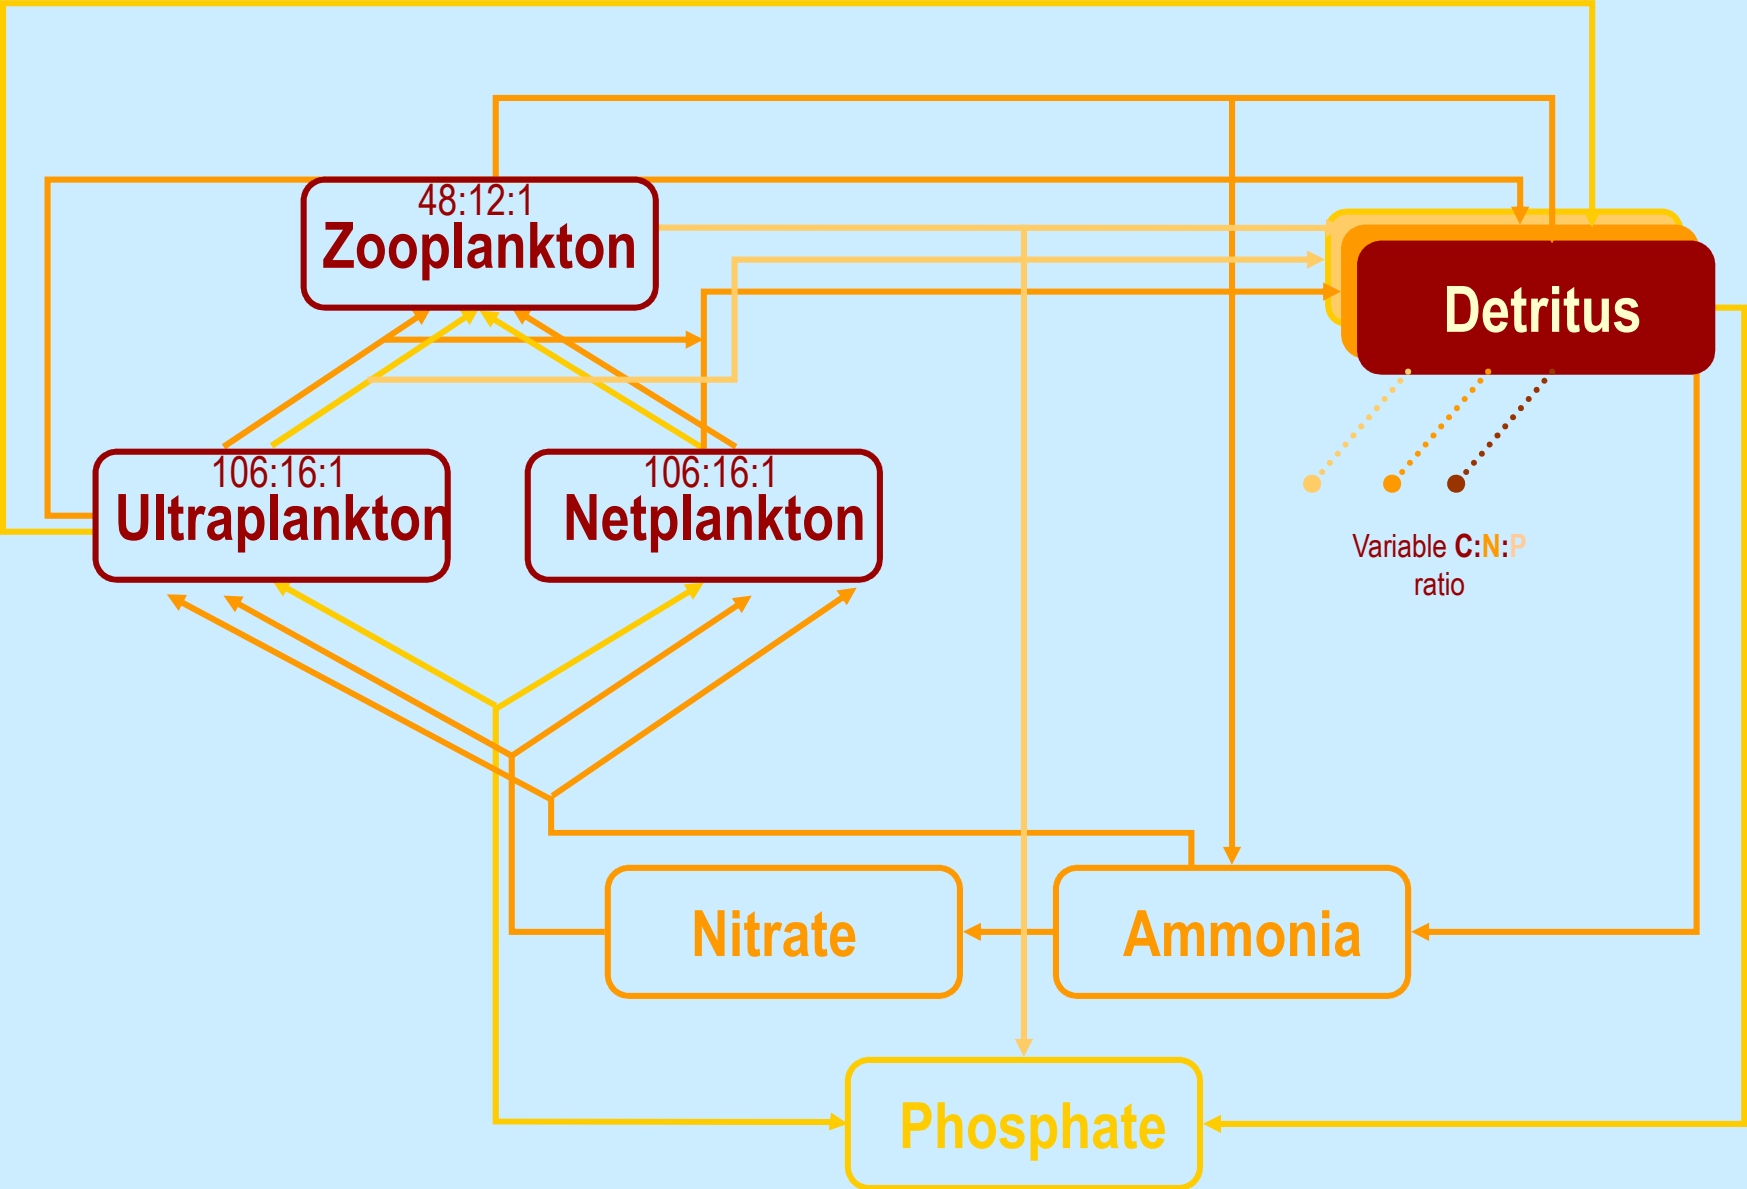 48:12:1
Zooplankton
Detritus
106:16:1
Ultraplankton
106:16:1
Netplankton
Variable C:N:P
ratio
Nitrate
Ammonia
Phosphate